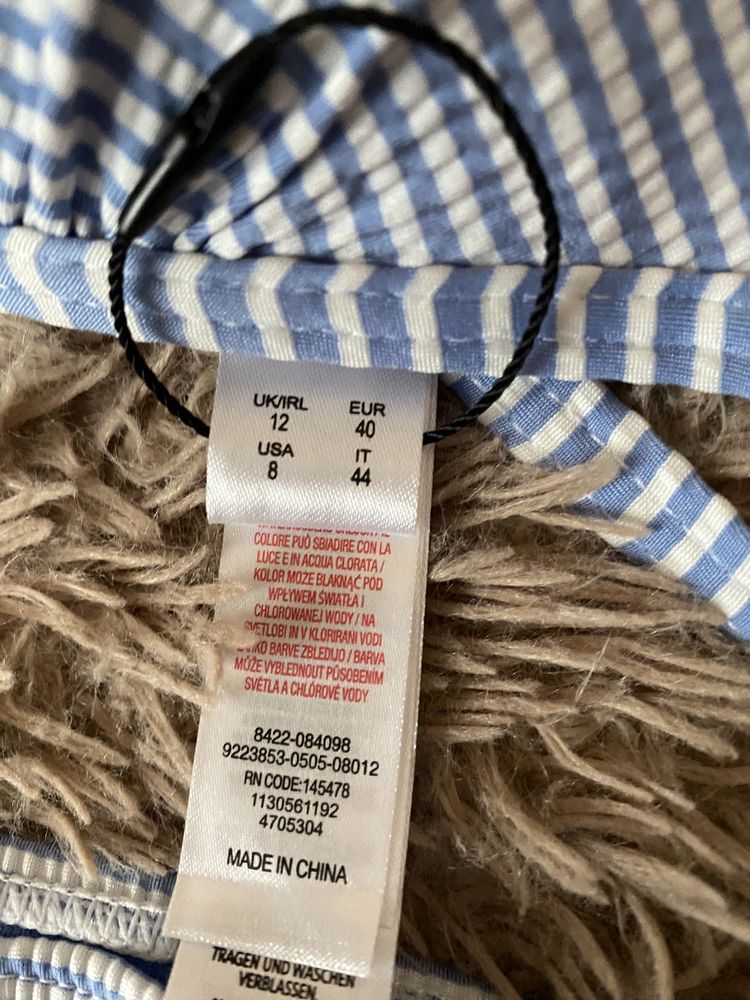 UK/IRL EUR
12 40
USA IT
8 44
COLORE PUÒ SBIADIRE CON LA
LUCE E IN ACQUA CLORATA /
KOLOR MOŻE BLAKNĄĆ POD
WPŁYWEM ŚWIATŁA I
CHLOROWANEJ WODY / NA
SVETLOBI IN V KLORIRANI VODI
BARVE ZBLEDIJO / BARVA
MŮŽE VYBLEDNOUT PŮSOBENÍM
SVĚTLA A CHLÓROVÉ VODY
8422-084098
9223853-0505-08012
RN CODE:145478
1130561192
4705304
MADE IN CHINA
TRAGEN UND WASCHEN
VERBLASSEN.